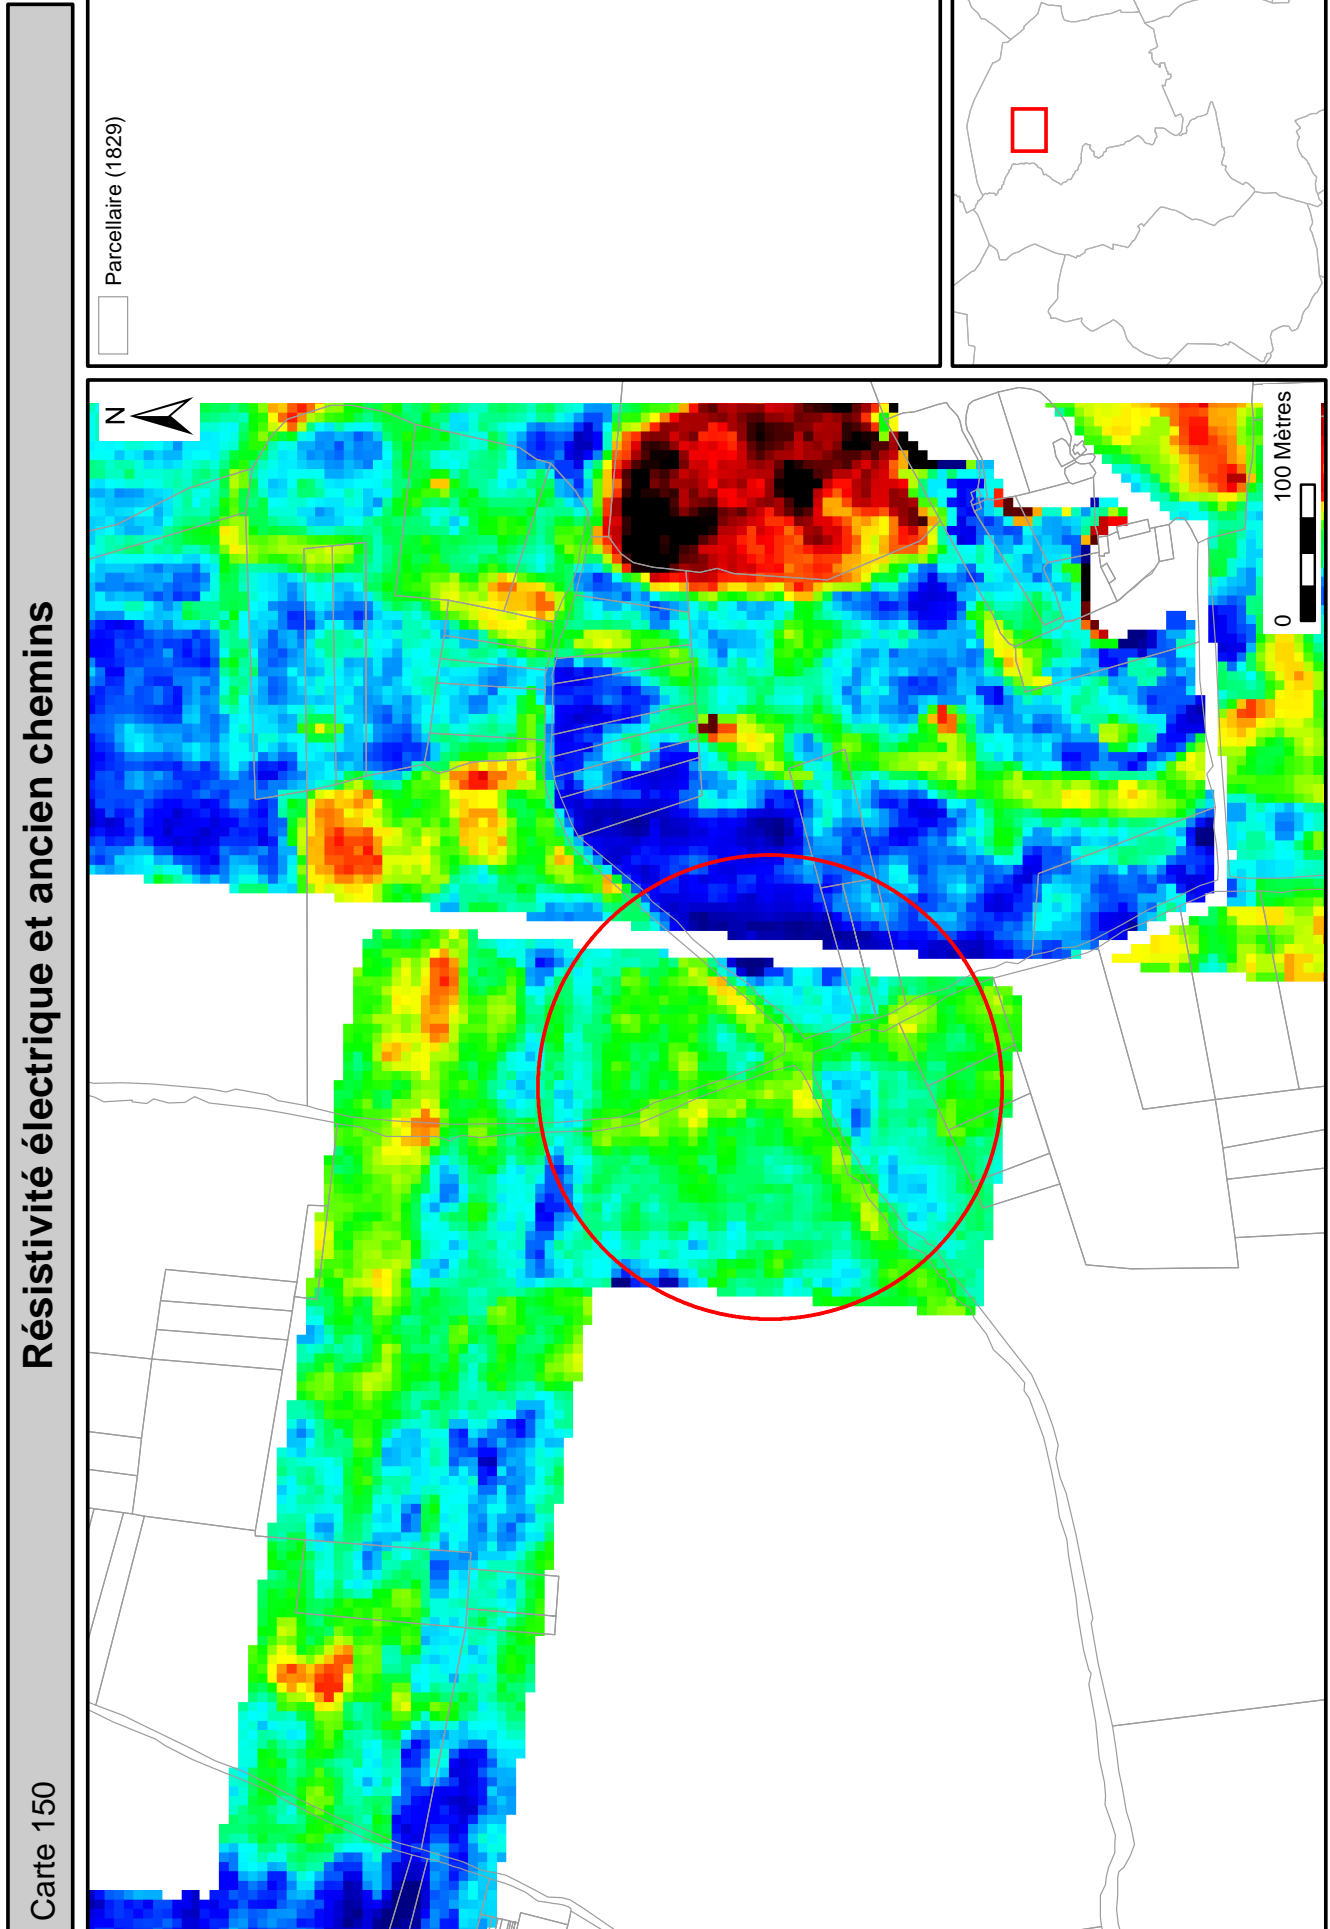 Carte 150
Résistivité électrique et ancien chemins
Parcellaire (1829)
N
0 100 Mètres